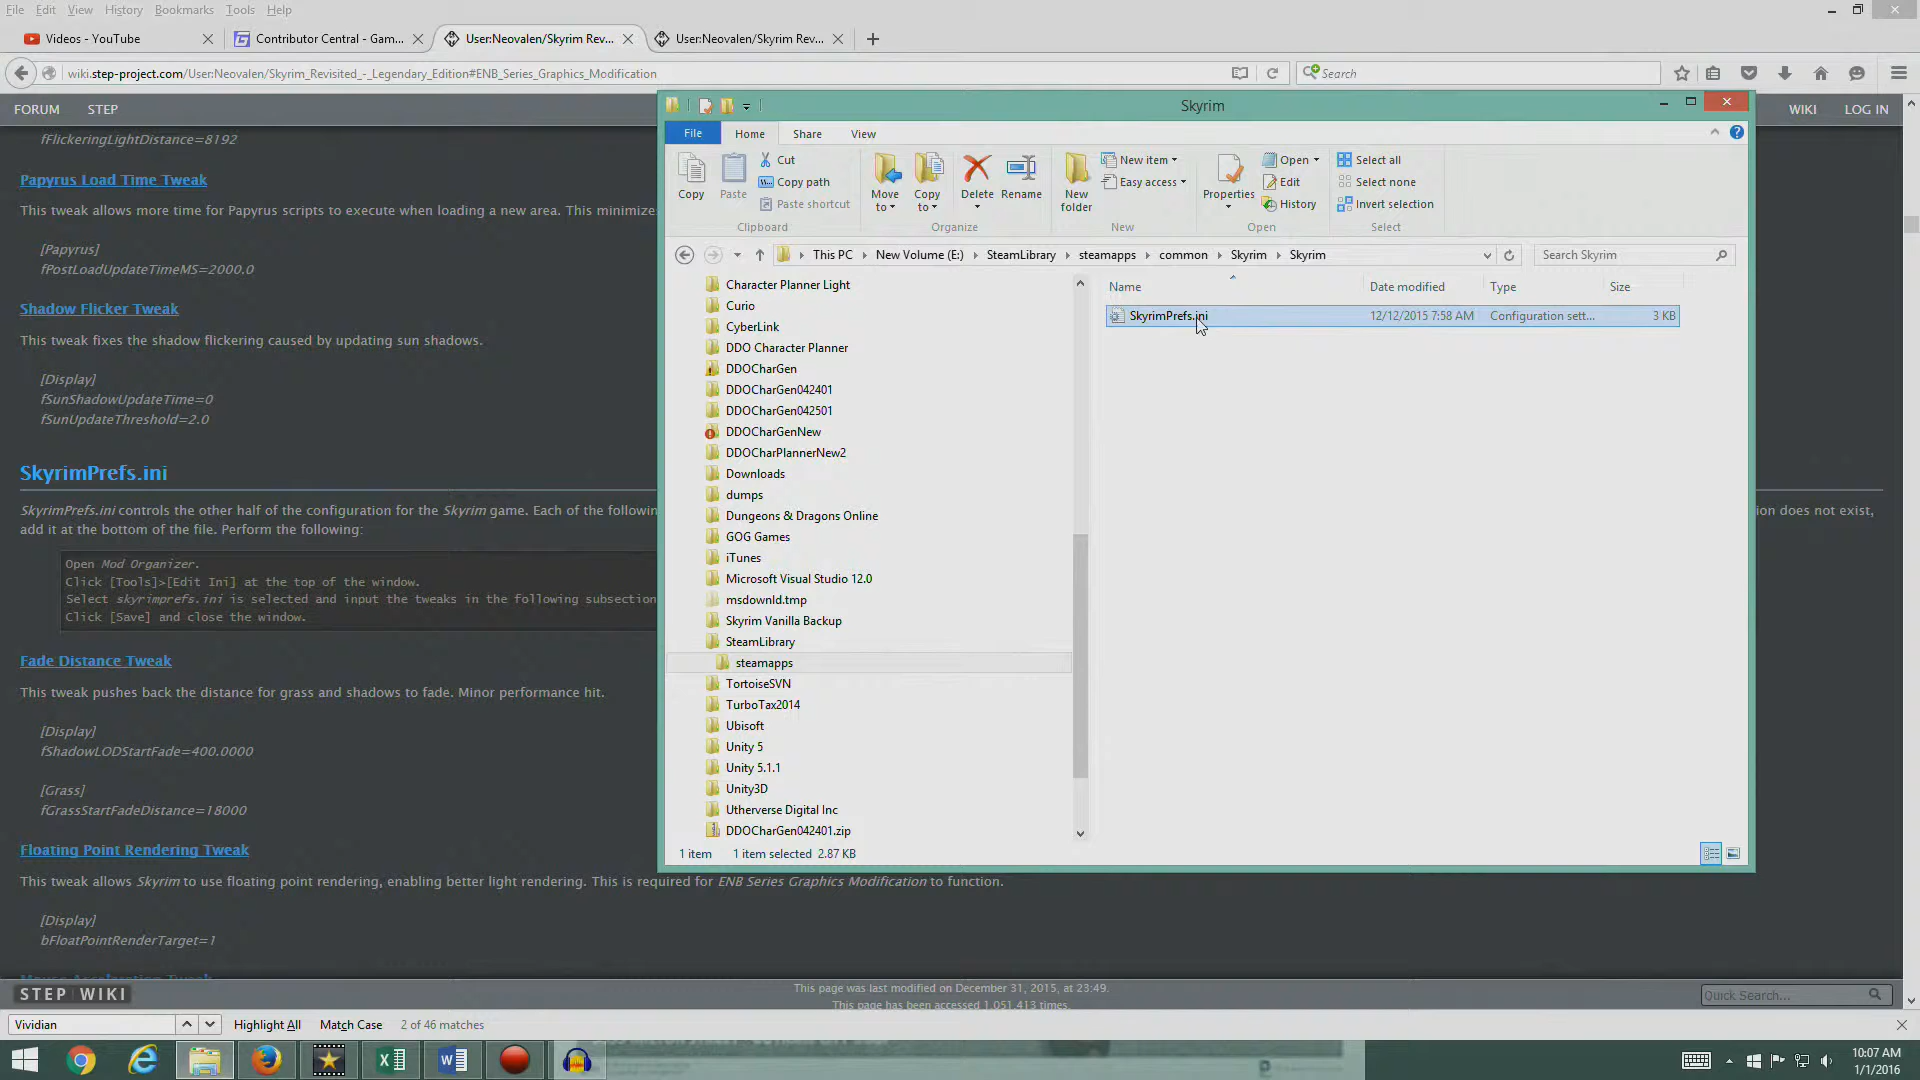 File Edit View History Bookmarks Tools Help
Videos - YouTube
Contributor Central - Gam...
User:Neovalen/Skyrim Rev...
User:Neovalen/Skyrim Rev...
wiki.step-project.com/User:Neovalen/Skyrim_Revisited_-_Legendary_Edition#ENB_Series_Graphics_Modification
Search
FORUM STEP
WIKI LOG IN
fFlickeringLightDistance=8192
Papyrus Load Time Tweak
This tweak allows more time for Papyrus scripts to execute when loading a new area. This minimize
[Papyrus]
fPostLoadUpdateTimeMS=2000.0
Shadow Flicker Tweak
This tweak fixes the shadow flickering caused by updating sun shadows.
[Display]
fSunShadowUpdateTime=0
fSunUpdateThreshold=2.0
SkyrimPrefs.ini
SkyrimPrefs.ini controls the other half of the configuration for the Skyrim game. Each of the followin
ion does not exist,
add it at the bottom of the file. Perform the following:
Open Mod Organizer.
Click [Tools]>[Edit Ini] at the top of the window.
Select skyrimprefs.ini is selected and input the tweaks in the following subsection
Click [Save] and close the window.
Fade Distance Tweak
This tweak pushes back the distance for grass and shadows to fade. Minor performance hit.
[Display]
fShadowLODStartFade=400.0000
[Grass]
fGrassStartFadeDistance=18000
Floating Point Rendering Tweak
This tweak allows Skyrim to use floating point rendering, enabling better light rendering. This is required for ENB Series Graphics Modification to function.
[Display]
bFloatPointRenderTarget=1
Skyrim
File Home Share View
Copy
Paste
Cut
Copy path
Paste shortcut
Clipboard
Move to
Copy to
Delete
Rename
Organize
New folder
New item
Easy access
New
Properties
Open
Edit
History
Open
Select all
Select none
Invert selection
Select
This PC New Volume (E:) SteamLibrary steamapps common Skyrim Skyrim
Search Skyrim
Name Date modified Type Size
SkyrimPrefs.ini 12/12/2015 7:58 AM Configuration sett... 3 KB
Character Planner Light
Curio
CyberLink
DDO Character Planner
DDOCharGen
DDOCharGen042401
DDOCharGen042501
DDOCharGenNew
DDOCharPlannerNew2
Downloads
dumps
Dungeons & Dragons Online
GOG Games
iTunes
Microsoft Visual Studio 12.0
msdownld.tmp
Skyrim Vanilla Backup
SteamLibrary
steamapps
TortoiseSVN
TurboTax2014
Ubisoft
Unity 5
Unity 5.1.1
Unity3D
Utherverse Digital Inc
DDOCharGen042401.zip
1 item 1 item selected 2.87 KB
STEP WIKI
This page was last modified on December 31, 2015, at 23:49.
This page has been accessed 1,051,413 times.
Quick Search...
Vividian
Highlight All Match Case 2 of 46 matches
10:07 AM
1/1/2016